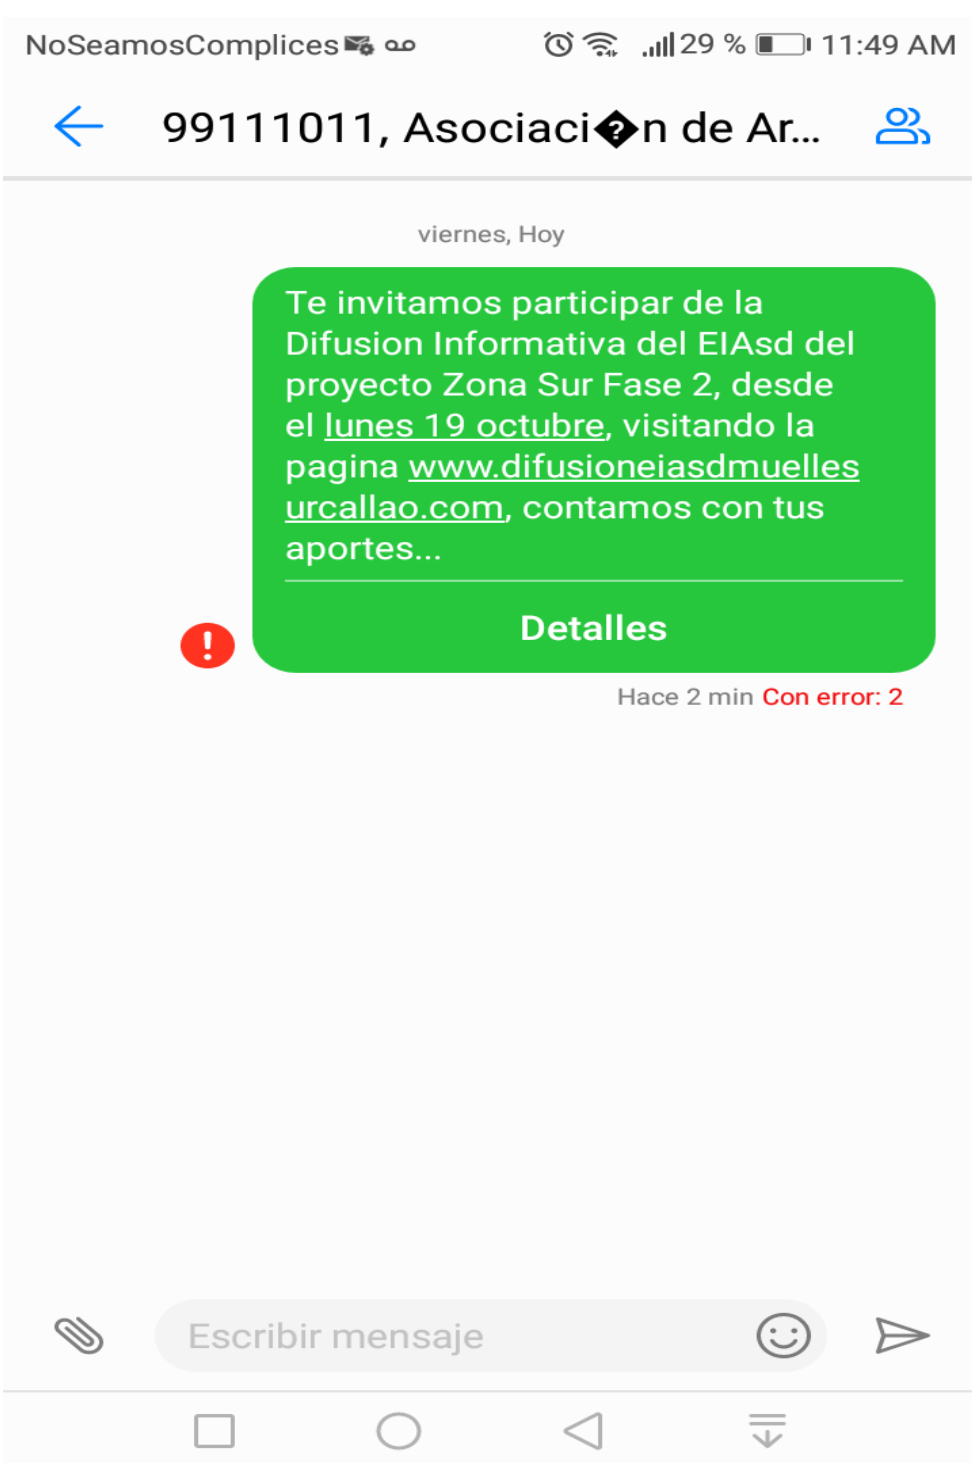 NoSeamosComplices 29 % 11:49 AM
99111011, Asociaci�n de Ar...
viernes, Hoy
Te invitamos participar de la
Difusion Informativa del EIAsd del
proyecto Zona Sur Fase 2, desde
el lunes 19 octubre, visitando la
pagina www.difusioneiasdmuelles
urcallao.com, contamos con tus
aportes...
Detalles
Hace 2 min Con error: 2
Escribir mensaje